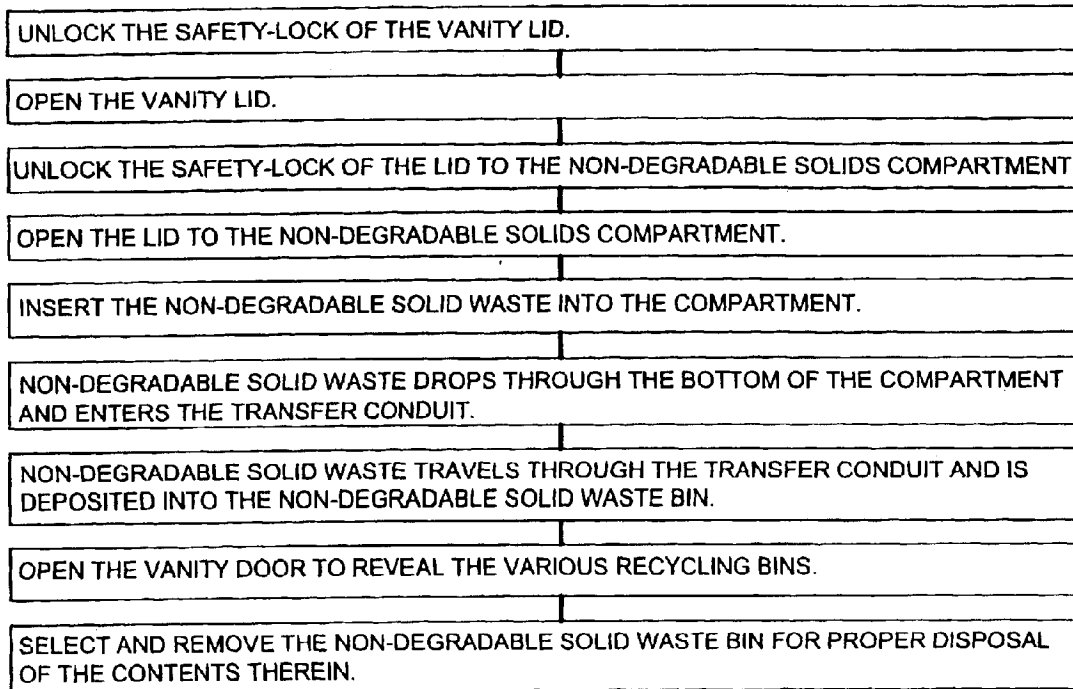 UNLOCK THE SAFETY-LOCK OF THE VANITY LID.
OPEN THE VANITY LID.
UNLOCK THE SAFETY-LOCK OF THE LID TO THE NON-DEGRADABLE SOLIDS COMPARTMENT
OPEN THE LID TO THE NON-DEGRADABLE SOLIDS COMPARTMENT.
INSERT THE NON-DEGRADABLE SOLID WASTE INTO THE COMPARTMENT.
NON-DEGRADABLE SOLID WASTE DROPS THROUGH THE BOTTOM OF THE COMPARTMENT
AND ENTERS THE TRANSFER CONDUIT.
NON-DEGRADABLE SOLID WASTE TRAVELS THROUGH THE TRANSFER CONDUIT AND IS
DEPOSITED INTO THE NON-DEGRADABLE SOLID WASTE BIN.
OPEN THE VANITY DOOR TO REVEAL THE VARIOUS RECYCLING BINS.
SELECT AND REMOVE THE NON-DEGRADABLE SOLID WASTE BIN FOR PROPER DISPOSAL
OF THE CONTENTS THEREIN.